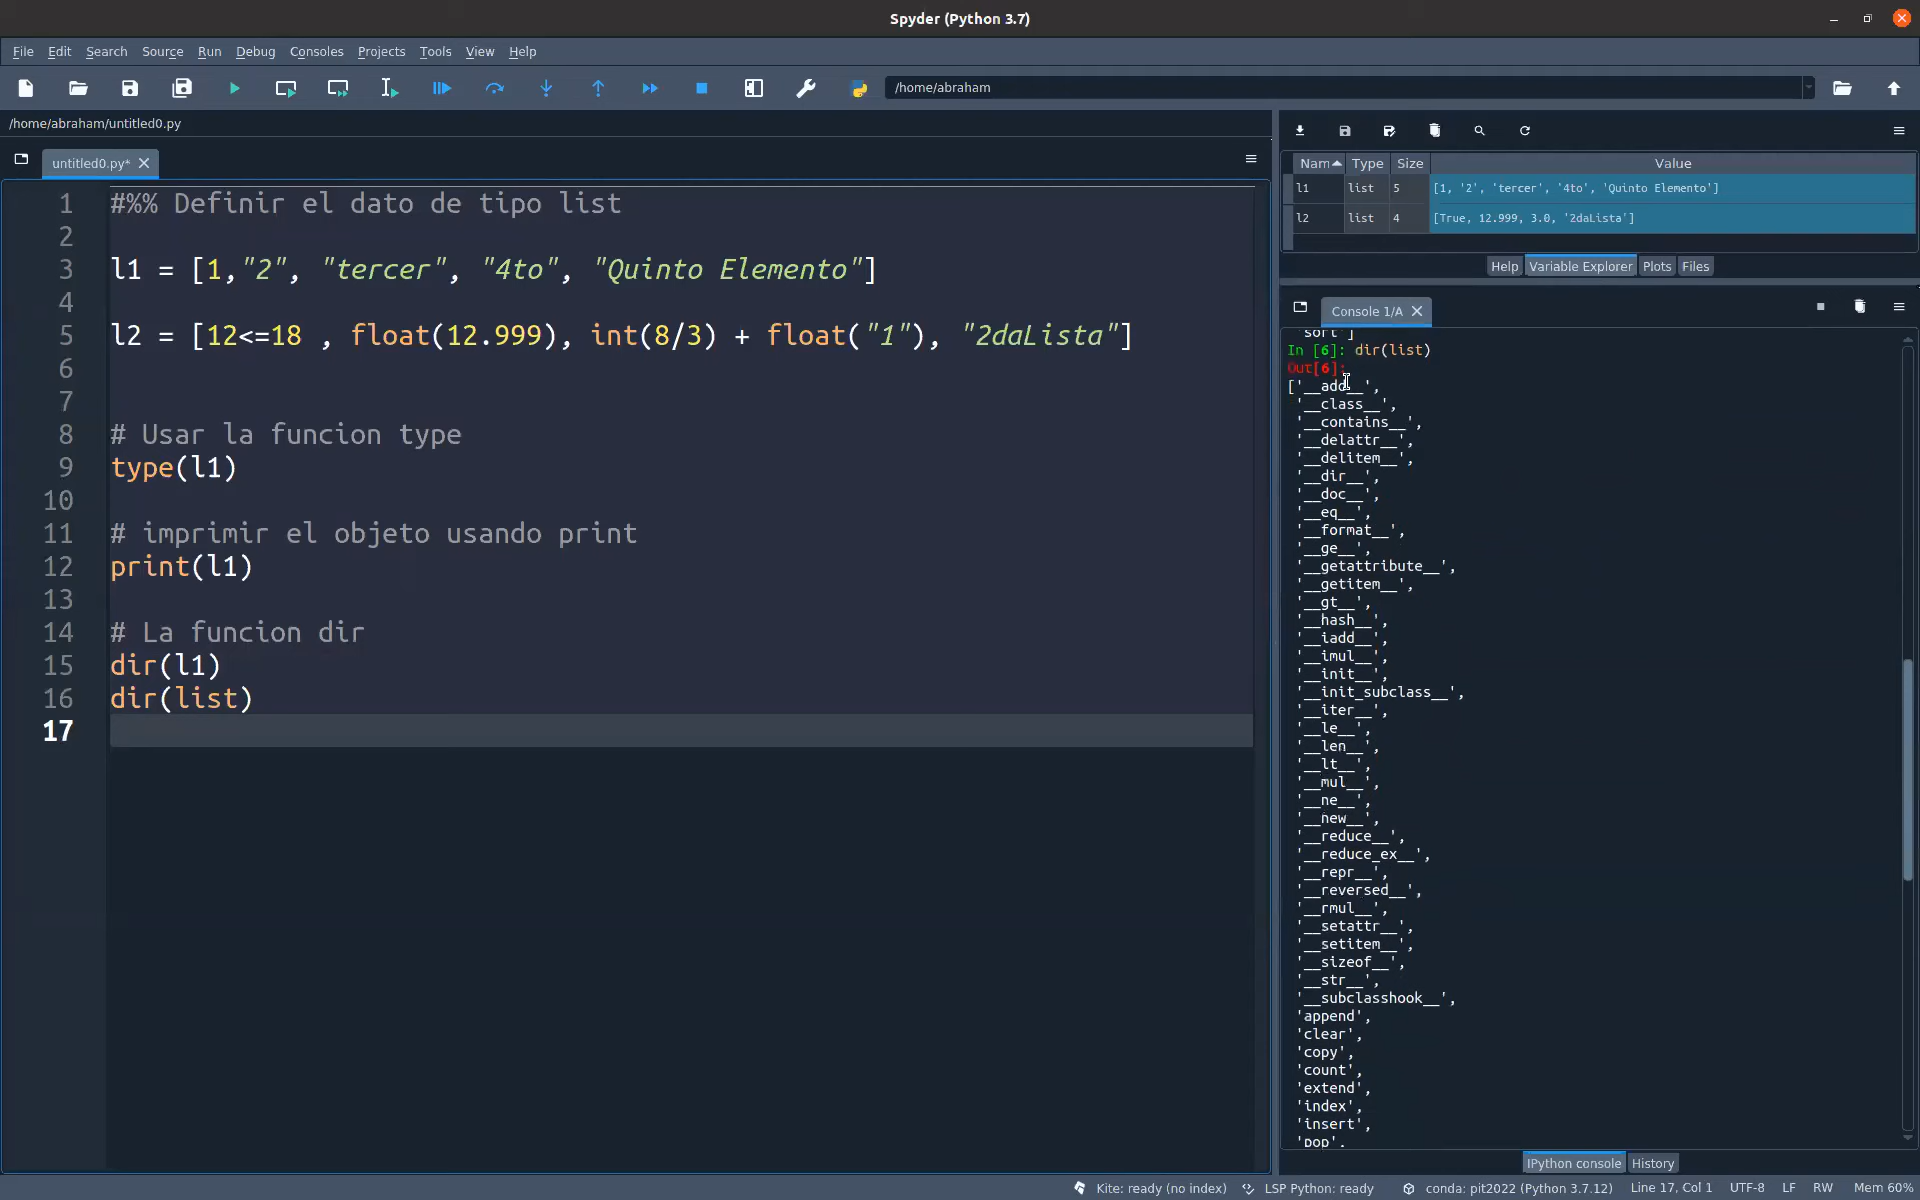 Spyder (Python 3.7)
File Edit Search Source Run Debug Consoles Projects Tools View Help
/home/abraham
/home/abraham/untitled0.py
untitled0.py*
1 #%% Definir el dato de tipo list
2
3 l1 = [1,"2", "tercer", "4to", "Quinto Elemento"]
4
5 l2 = [12<=18 , float(12.999), int(8/3) + float("1"), "2daLista"]
6
7
8 # Usar la funcion type
9 type(l1)
10
11 # imprimir el objeto usando print
12 print(l1)
13
14 # La funcion dir
15 dir(l1)
16 dir(list)
17
Nam Type Size Value
l1 list 5 [1, '2', 'tercer', '4to', 'Quinto Elemento']
l2 list 4 [True, 12.999, 3.0, '2daLista']
Help Variable Explorer Plots Files
Console 1/A
'sort']
In [6]: dir(list)
Out[6]:
['__add__',
'__class__',
'__contains__',
'__delattr__',
'__delitem__',
'__dir__',
'__doc__',
'__eq__',
'__format__',
'__ge__',
'__getattribute__',
'__getitem__',
'__gt__',
'__hash__',
'__iadd__',
'__imul__',
'__init__',
'__init_subclass__',
'__iter__',
'__le__',
'__len__',
'__lt__',
'__mul__',
'__ne__',
'__new__',
'__reduce__',
'__reduce_ex__',
'__repr__',
'__reversed__',
'__rmul__',
'__setattr__',
'__setitem__',
'__sizeof__',
'__str__',
'__subclasshook__',
'append',
'clear',
'copy',
'count',
'extend',
'index',
'insert',
'pop',
IPython console History
Kite: ready (no index) LSP Python: ready conda: pit2022 (Python 3.7.12) Line 17, Col 1 UTF-8 LF RW Mem 60%